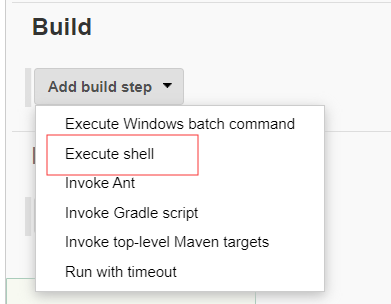 Build
Add build step
Execute Windows batch command
Execute shell
Invoke Ant
Invoke Gradle script
Invoke top-level Maven targets
Run with timeout